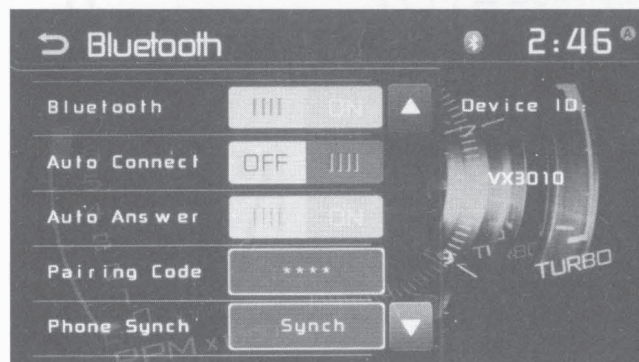 Bluetooth 2:46 A
Bluetooth ON Device ID:
Auto Connect OFF
VX3010
Auto Answer ON
TURBO
Pairing Code ****
Phone Synch Synch
RPM x